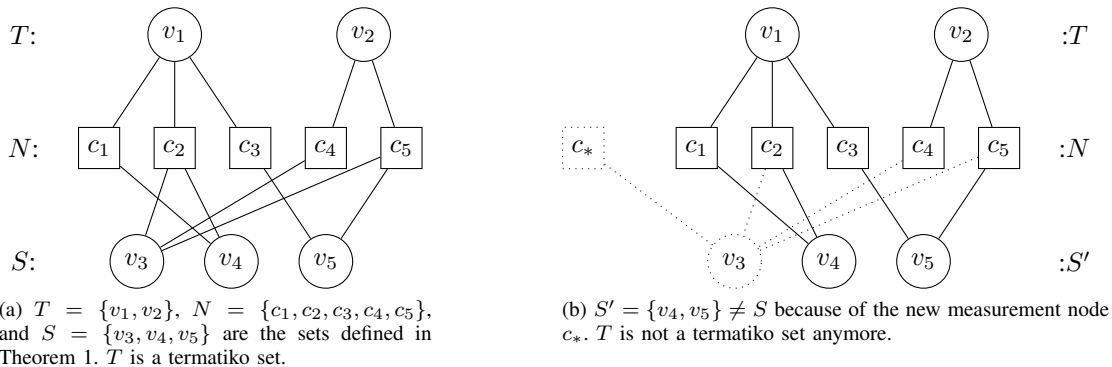 T: v₁ v₂ v₁ v₂ :T
N: c₁ c₂ c₃ c₄ c₅ c∗ c₁ c₂ c₃ c₄ c₅ :N
S: v₃ v₄ v₅ v₃ v₄ v₅ :S′
(a) T = {v₁, v₂}, N = {c₁, c₂, c₃, c₄, c₅},
and S = {v₃, v₄, v₅} are the sets defined in
Theorem 1. T is a termatiko set.
(b) S′ = {v₄, v₅} ≠ S because of the new measurement node
c∗. T is not a termatiko set anymore.